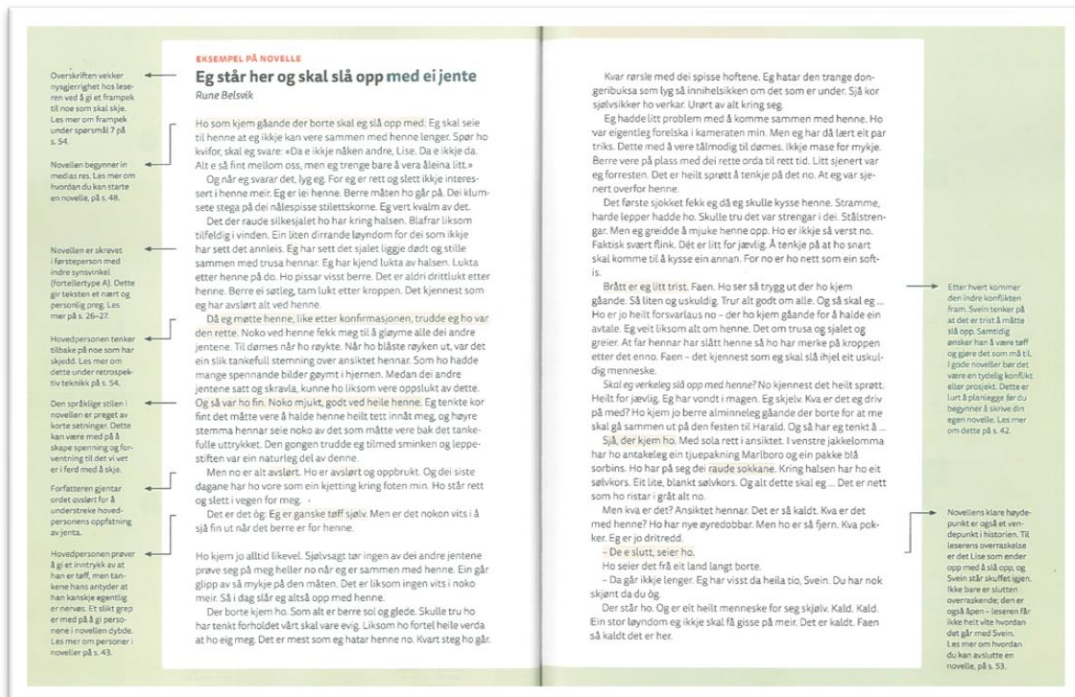 Overskriften vekker
nysgjerrighet hos lese-
ren ved å gi et frampek
til noe som skal skje.
Les mer om frampek
under spørsmål 7 på
s. 54.
Novellen begynner in
medias res. Les mer om
hvordan du kan starte
en novelle, på s. 48.
Novellen er skrevet
i førsteperson med
indre synsvinkel
(fortellertype A). Dette
gir teksten et nært og
personlig preg. Les
mer på s. 26–27.
Hovedpersonen tenker
tilbake på noe som har
skjedd. Les mer om
dette under retrospek-
tiv teknikk på s. 54.
Den språklige stilen i
novellen er preget av
korte setninger. Dette
kan være med på å
skape spenning og for-
ventning til det vi vet
er i ferd med å skje.
Forfatteren gjentar
ordet avslørt for å
understreke hoved-
personens oppfatning
av jenta.
Hovedpersonen prøver
å gi et inntrykk av at
han er tøff, men tan-
kene hans antyder at
han kanskje egentlig
er nervøs. Et slikt grep
er med på å gi perso-
nene i novellen dybde.
Les mer om personer i
noveller på s. 43.
EKSEMPEL PÅ NOVELLE
Eg står her og skal slå opp med ei jente
Rune Belsvik
Ho som kjem gåande der borte skal eg slå opp med. Eg skal seie
til henne at eg ikkje kan vere sammen med henne lenger. Spør ho
kvifor, skal eg svare: «Da e ikkje nåken andre, Lise. Da e ikkje da.
Alt e så fint mellom oss, men eg trenge bare å vera åleina litt.»
Og når eg svarar det, lyg eg. For eg er rett og slett ikkje interes-
sert i henne meir. Eg er lei henne. Berre måten ho går på. Dei klum-
sete stega på dei nålespisse stilettskorne. Eg vert kvalm av det.
Det der raude silkesjalet ho har kring halsen. Blafrar liksom
tilfeldig i vinden. Ein liten dirrande løyndom for dei som ikkje
har sett det annleis. Eg har sett det sjalet liggje dødt og stille
sammen med trusa hennar. Eg har kjend lukta av halsen. Lukta
etter henne på do. Ho pissar visst berre. Det er aldri drittlukt etter
henne. Berre ei søtleg, tam lukt etter kroppen. Det kjennest som
eg har avslørt alt ved henne.
Då eg møtte henne, like etter konfirmasjonen, trudde eg ho var
den rette. Noko ved henne fekk meg til å gløyme alle dei andre
jentene. Til dømes når ho røykte. Når ho blåste røyken ut, var det
ein slik tankefull stemning over ansiktet hennar. Som ho hadde
mange spennande bilder gøymt i hjernen. Medan dei andre
jentene satt og skravla, kunne ho liksom vere oppslukt av dette.
Og så var ho fin. Noko mjukt, godt ved heile henne. Eg tenkte kor
fint det måtte vere å halde henne heilt tett innåt meg, og høyre
stemma hennar seie noko av det som måtte vere bak det tanke-
fulle uttrykket. Den gongen trudde eg tilmed sminken og leppe-
stiften var ein naturleg del av denne.
Men no er alt avslørt. Ho er avslørt og oppbrukt. Og dei siste
dagane har ho vore som ein kjetting kring foten min. Ho står rett
og slett i vegen for meg.
Det er det òg: Eg er ganske tøff sjølv. Men er det nokon vits i å
sjå fin ut når det berre er for henne.
Ho kjem jo alltid likevel. Sjølvsagt tør ingen av dei andre jentene
prøve seg på meg heller no når eg er sammen med henne. Ein går
glipp av så mykje på den måten. Det er liksom ingen vits i noko
meir. Så i dag slår eg altså opp med henne.
Der borte kjem ho. Som alt er berre sol og glede. Skulle tru ho
har tenkt forholdet vårt skal vare evig. Liksom ho fortel heile verda
at ho eig meg. Det er mest som eg hatar henne no. Kvart steg ho går.
Kvar rørsle med dei spisse hoftene. Eg hatar den trange don-
geribuksa som lyg så innihelsikken om det som er under. Sjå kor
sjølvsikker ho verkar. Urørt av alt kring seg.
Eg hadde litt problem med å komme sammen med henne. Ho
var eigentleg forelska i kameraten min. Men eg har då lært eit par
triks. Dette med å vere tålmodig til dømes. Ikkje mase for mykje.
Berre vere på plass med dei rette orda til rett tid. Litt sjenert var
eg forresten. Det er heilt sprøtt å tenkje på det no. At eg var sje-
nert overfor henne.
Det første sjokket fekk eg då eg skulle kysse henne. Stramme,
harde lepper hadde ho. Skulle tru det var strengar i dei. Stålstren-
gar. Men eg greidde å mjuke henne opp. Ho er ikkje så verst no.
Faktisk svært flink. Dét er litt for jævlig. Å tenkje på at ho snart
skal komme til å kysse ein annan. For no er ho nett som ein soft-
is.
Brått er eg litt trist. Faen. Ho ser så trygg ut der ho kjem
gåande. Så liten og uskuldig. Trur alt godt om alle. Og så skal eg ...
Ho er jo heilt forsvarlaus no – der ho kjem gåande for å halde ein
avtale. Eg veit liksom alt om henne. Det om trusa og sjalet og
greier. At far hennar har slått henne så ho har merke på kroppen
etter det enno. Faen – det kjennest som eg skal slå ihjel eit uskul-
dig menneske.
Skal eg verkeleg slå opp med henne? No kjennest det heilt sprøtt.
Heilt for jævlig. Eg har vondt i magen. Eg skjelv. Kva er det eg driv
på med? Ho kjem jo berre alminneleg gåande der borte for at me
skal gå sammen ut på den festen til Harald. Og så har eg tenkt å ...
Sjå, der kjem ho. Med sola rett i ansiktet. I venstre jakkelomma
har ho antakeleg ein tjuepakning Marlboro og ein pakke blå
sorbins. Ho har på seg dei raude sokkane. Kring halsen har ho eit
sølvkors. Eit lite, blankt sølvkors. Og alt dette skal eg ... Det er nett
som ho ristar i gråt alt no.
Men kva er det? Ansiktet hennar. Det er så kaldt. Kva er det
med henne? Ho har nye øyredobbar. Men ho er så fjern. Kva pok-
ker. Eg er jo dritredd.
– De e slutt, seier ho.
Ho seier det frå eit land langt borte.
– Da går ikkje lenger. Eg har visst da heila tio, Svein. Du har nok
skjønt da du òg.
Der står ho. Og er eit heilt menneske for seg skjølv. Kald. Kald.
Ein stor løyndom eg ikkje skal få gisse på meir. Det er kaldt. Faen
så kaldt det er her.
Etter hvert kommer
den indre konflikten
fram. Svein tenker på
at det er trist å måtte
slå opp. Samtidig
ønsker han å være tøff
og gjøre det som må til.
I gode noveller bør det
være en tydelig konflikt
eller prosjekt. Dette er
lurt å planlegge før du
begynner å skrive din
egen novelle. Les mer
om dette på s. 42.
Novellens klare høyde-
punkt er også et ven-
depunkt i historien. Til
leserens overraskelse
er det Lise som ender
opp med å slå opp, og
Svein står skuffet igjen.
Ikke bare er slutten
overraskende; den er
også åpen – leseren får
ikke helt vite hvordan
det går med Svein.
Les mer om hvordan
du kan avslutte en
novelle, på s. 53.